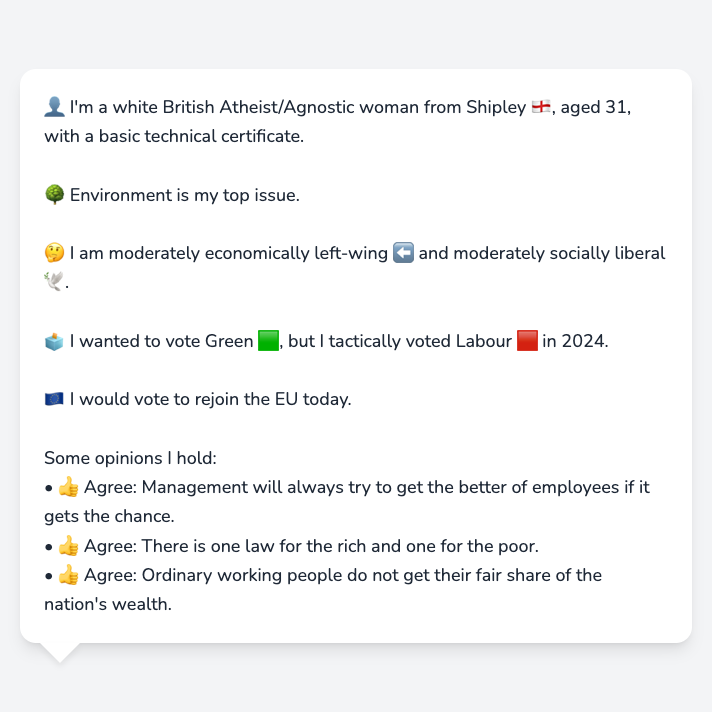 👤 I'm a white British Atheist/Agnostic woman from Shipley 🏴󠁧󠁢󠁥󠁮󠁧󠁿, aged 31,
with a basic technical certificate.
🌳 Environment is my top issue.
🤔 I am moderately economically left-wing ⬅️ and moderately socially liberal
🕊️.
🗳️ I wanted to vote Green 🟩, but I tactically voted Labour 🟥 in 2024.
🇪🇺 I would vote to rejoin the EU today.
Some opinions I hold:
• 👍 Agree: Management will always try to get the better of employees if it
gets the chance.
• 👍 Agree: There is one law for the rich and one for the poor.
• 👍 Agree: Ordinary working people do not get their fair share of the
nation's wealth.